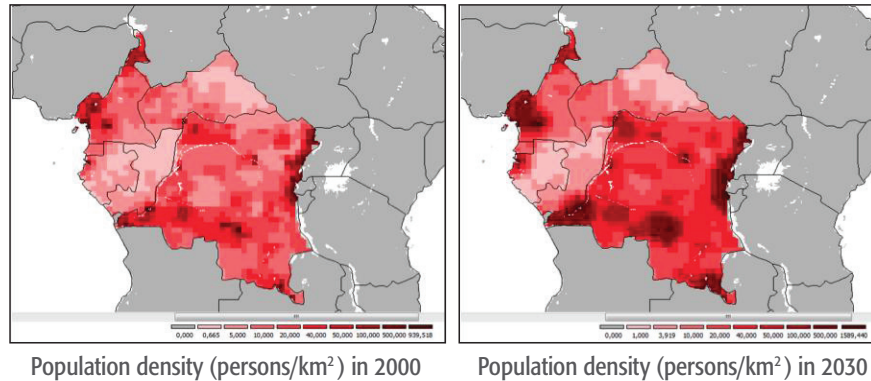 0,000 0,665 5,000 10,000 20,000 40,000 50,000 100,000 500,000 939,518
0,000 1,000 3,919 10,000 20,000 40,000 50,000 100,000 500,000 1589,440
Population density (persons/km²) in 2000
Population density (persons/km²) in 2030